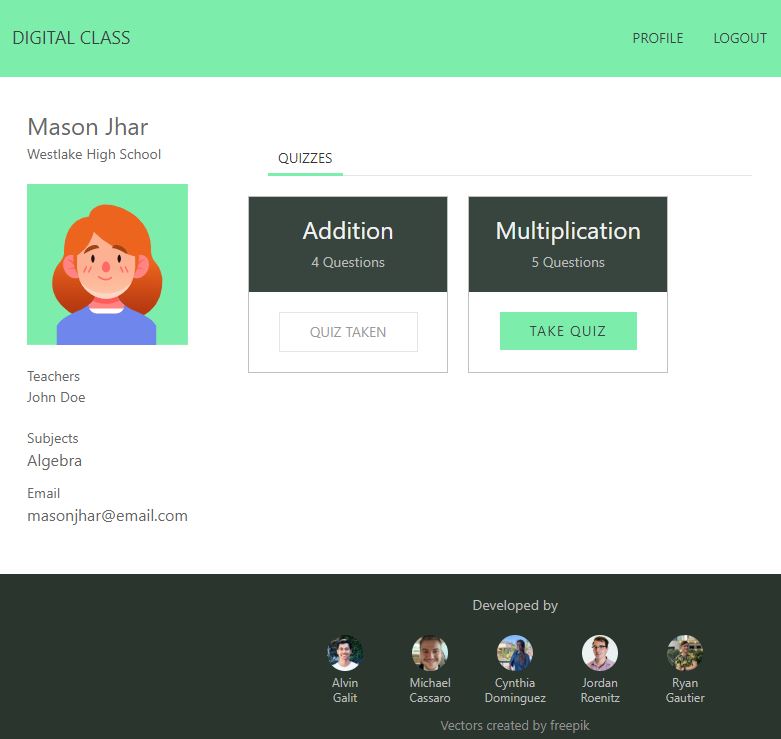 DIGITAL CLASS
PROFILE
LOGOUT
Mason Jhar
Westlake High School
Teachers
John Doe
Subjects
Algebra
Email
masonjhar@email.com
QUIZZES
Addition
4 Questions
QUIZ TAKEN
Multiplication
5 Questions
TAKE QUIZ
Developed by
Alvin
Galit
Michael
Cassaro
Cynthia
Dominguez
Jordan
Roenitz
Ryan
Gautier
Vectors created by freepik